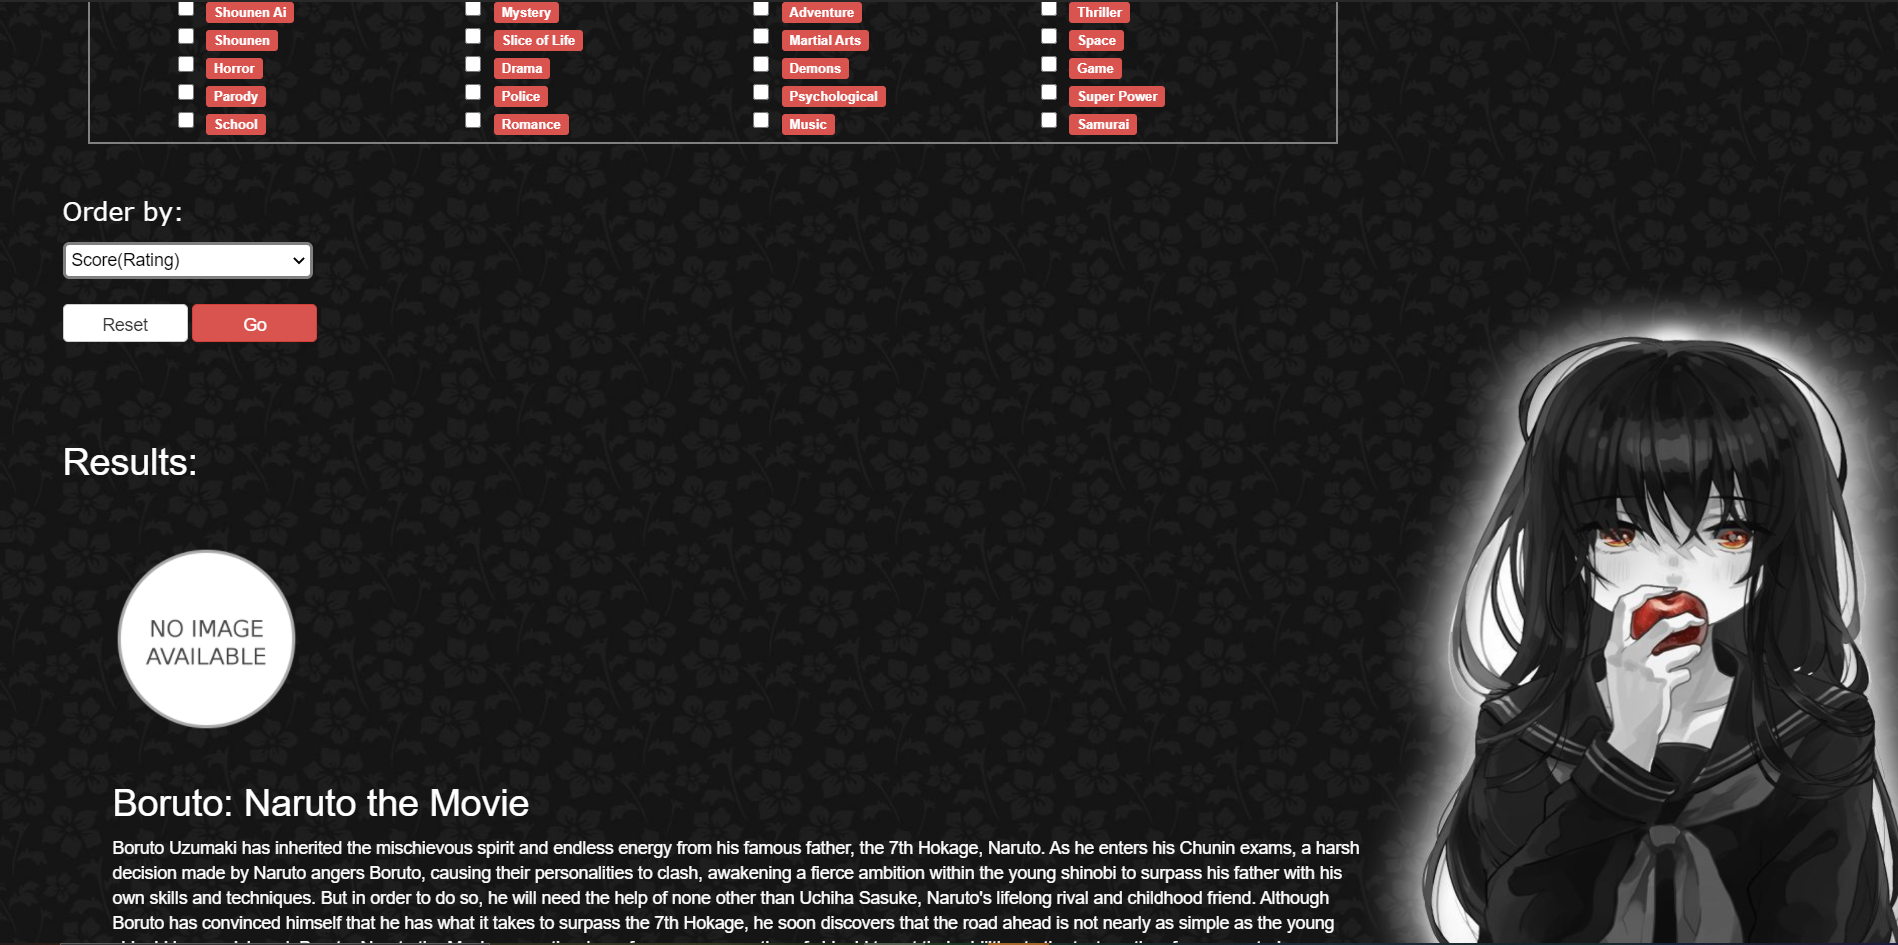 Shounen Ai Mystery Adventure Thriller
Shounen Slice of Life Martial Arts Space
Horror Drama Demons Game
Parody Police Psychological Super Power
School Romance Music Samurai
Order by:
Score(Rating)
Reset Go
Results:
NO IMAGE
AVAILABLE
Boruto: Naruto the Movie
Boruto Uzumaki has inherited the mischievous spirit and endless energy from his famous father, the 7th Hokage, Naruto. As he enters his Chunin exams, a harsh
decision made by Naruto angers Boruto, causing their personalities to clash, awakening a fierce ambition within the young shinobi to surpass his father with his
own skills and techniques. But in order to do so, he will need the help of none other than Uchiha Sasuke, Naruto's lifelong rival and childhood friend. Although
Boruto has convinced himself that he has what it takes to surpass the 7th Hokage, he soon discovers that the road ahead is not nearly as simple as the young